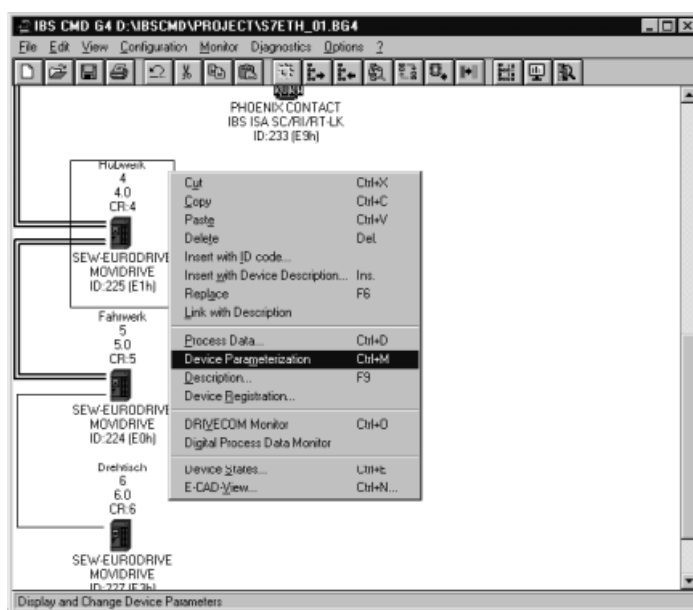 IBS CMD G4 D:\IBSCMD\PROJECT\S7ETH_01.BG4
File Edit View Configuration Monitor Diagnostics Options ?
PHOENIX CONTACT
IBS ISA SC/RI/RT-LK
ID:233 (E9h)
Hubwerk
4
4.0
CR:4
SEW-EURODRIVE
MOVIDRIVE
ID:225 (E1h)
Fahrwerk
5
5.0
CR:5
SEW-EURODRIVE
MOVIDRIVE
ID:224 (E0h)
Drehtisch
6
6.0
CR:6
SEW-EURODRIVE
MOVIDRIVE
ID:227 (E3h)
Cut Ctrl+X
Copy Ctrl+C
Paste Ctrl+V
Delete Del.
Insert with ID code...
Insert with Device Description... Ins.
Replace F6
Link with Description
Process Data... Ctrl+D
Device Parameterization Ctrl+M
Description... F9
Device Registration...
DRIVECOM Monitor Ctrl+O
Digital Process Data Monitor
Device States... Ctrl+E
E-CAD-View... Ctrl+N...
Display and Change Device Parameters